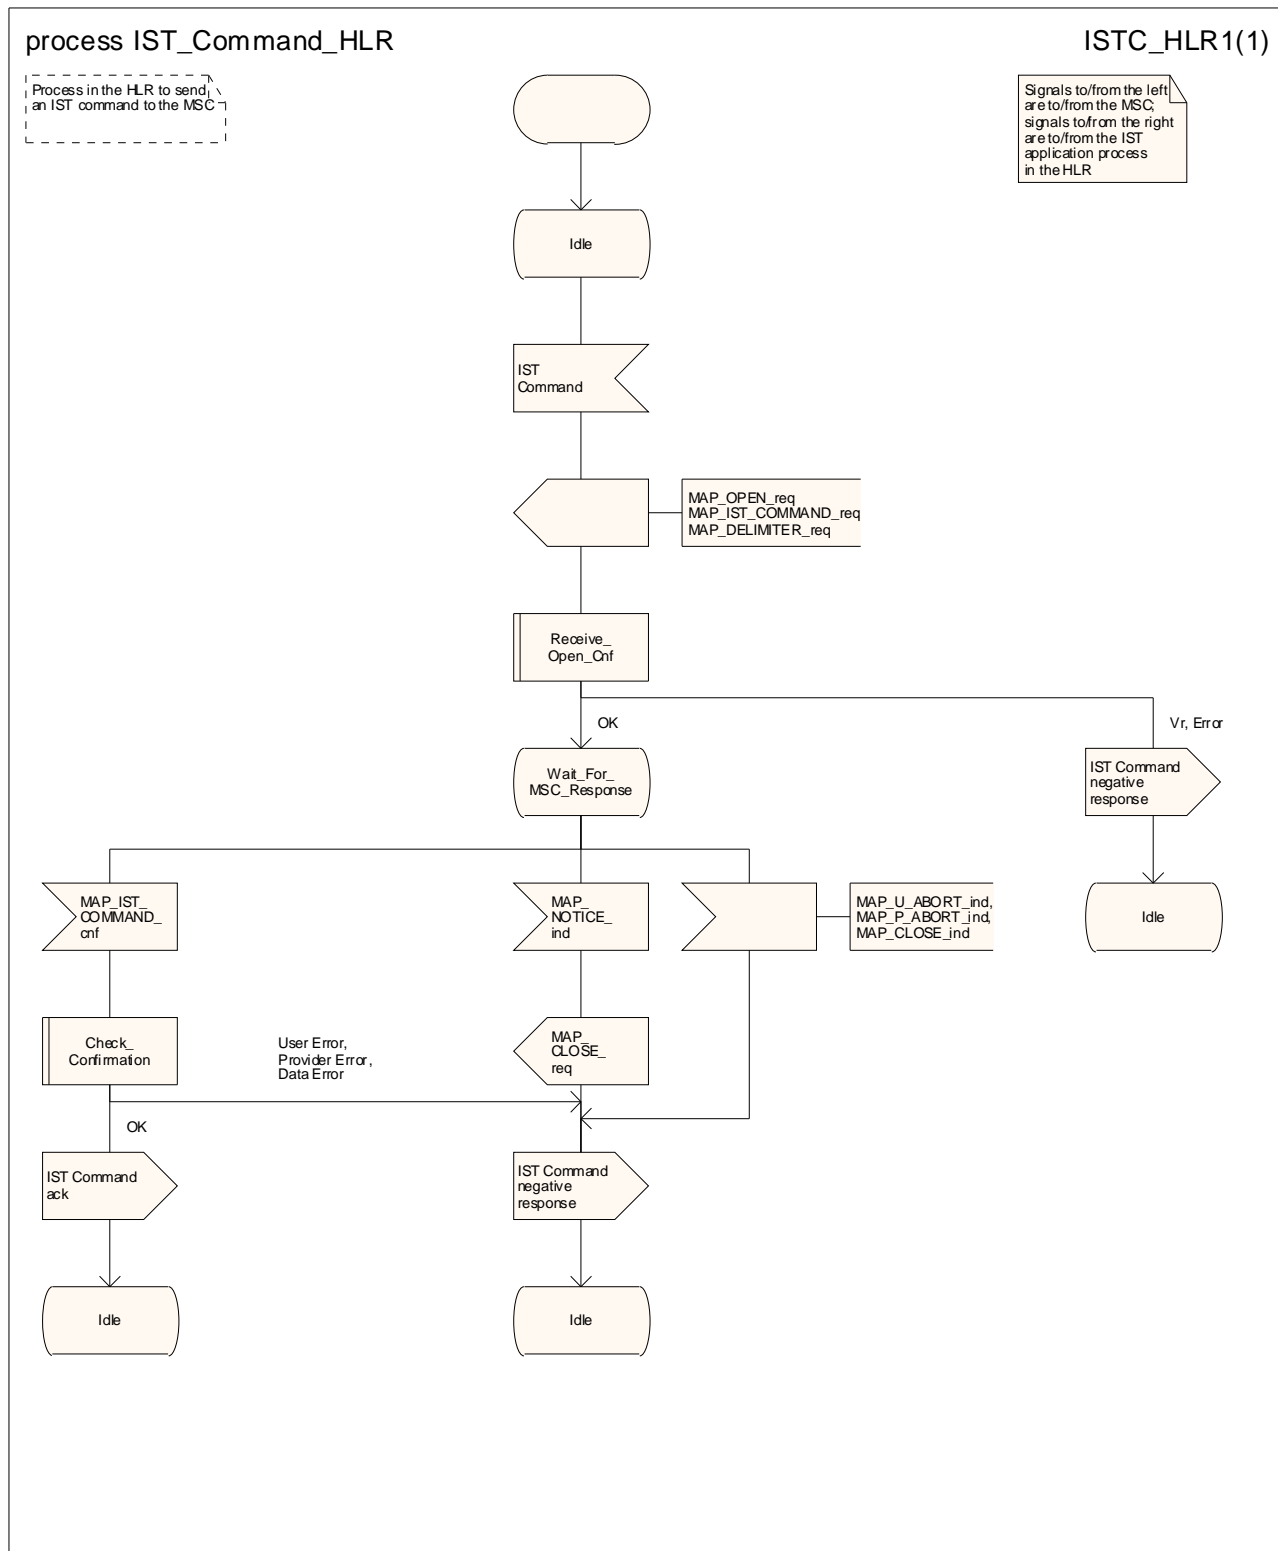 process IST_Command_HLR
ISTC_HLR1(1)
Process in the HLR to send
an IST command to the MSC
Signals to/from the left
are to/from the MSC;
signals to/from the right
are to/from the IST
application process
in the HLR
Idle
IST
Command
MAP_OPEN_req
MAP_IST_COMMAND_req
MAP_DELIMITER_req
Receive_
Open_Cnf
OK
Vr, Error
Wait_For_
MSC_Response
IST Command
negative
response
MAP_IST_
COMMAND_
cnf
MAP_
NOTICE_
ind
MAP_U_ABORT_ind,
MAP_P_ABORT_ind,
MAP_CLOSE_ind
Idle
Check_
Confirmation
User Error,
Provider Error,
Data Error
MAP_
CLOSE_
req
OK
IST Command
ack
IST Command
negative
response
Idle
Idle